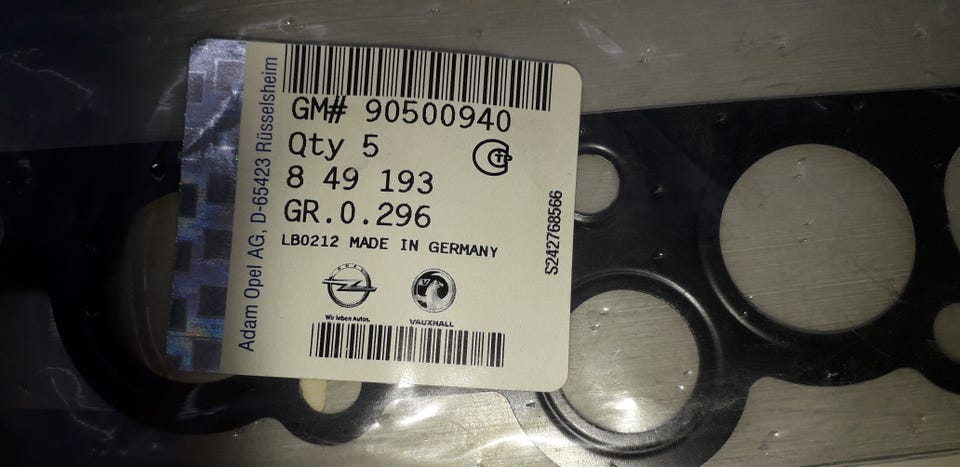 GM# 90500940
Qty 5
8 49 193
GR.0.296
LB0212 MADE IN GERMANY
OPEL
Wir leben Autos.
VAUXHALL
Adam Opel AG, D-65423 Rüsselsheim
S242768566